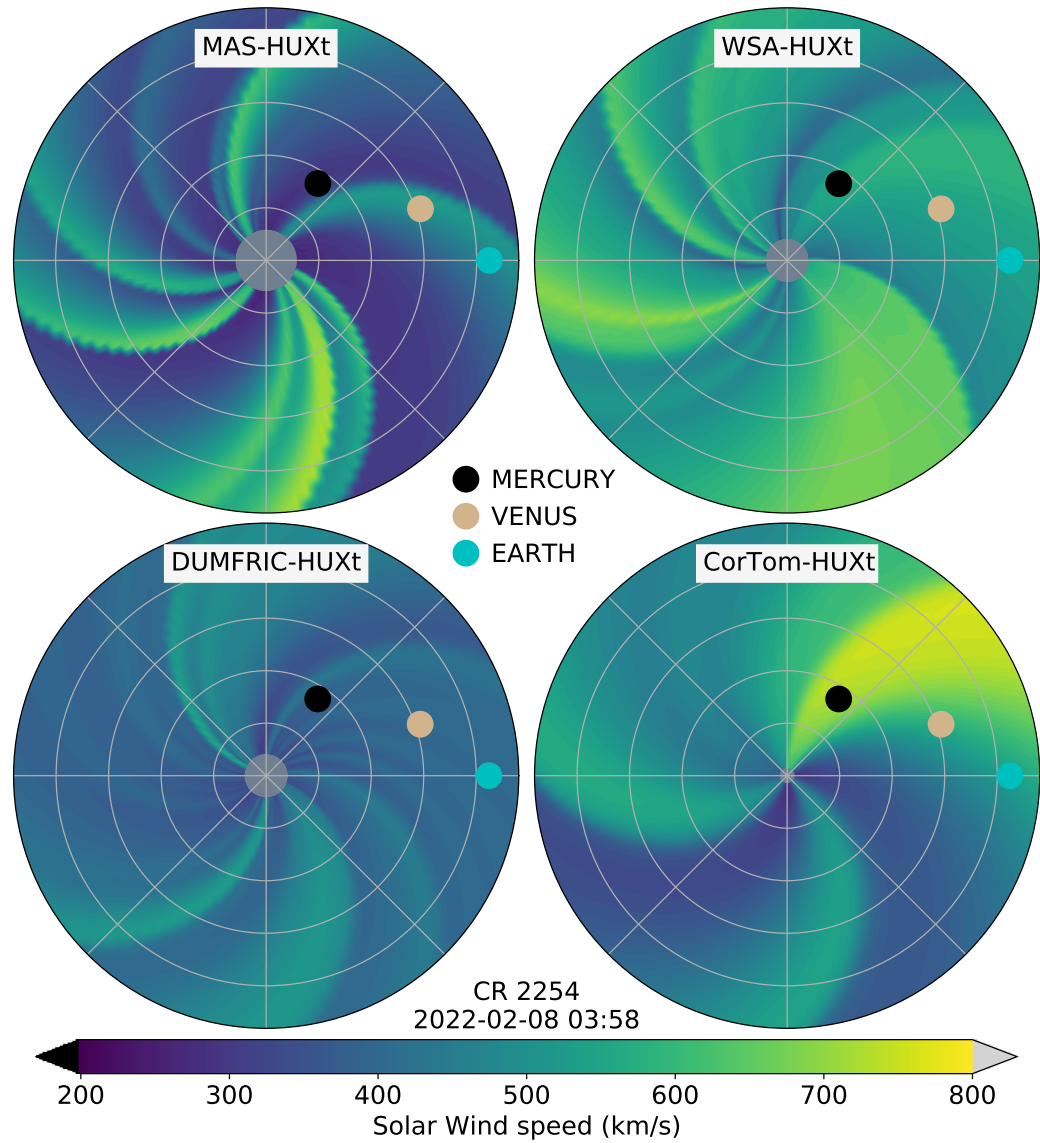 MAS-HUXt
WSA-HUXt
MERCURY
VENUS
EARTH
DUMFRIC-HUXt
CorTom-HUXt
CR 2254
2022-02-08 03:58
200 300 400 500 600 700 800
Solar Wind speed (km/s)